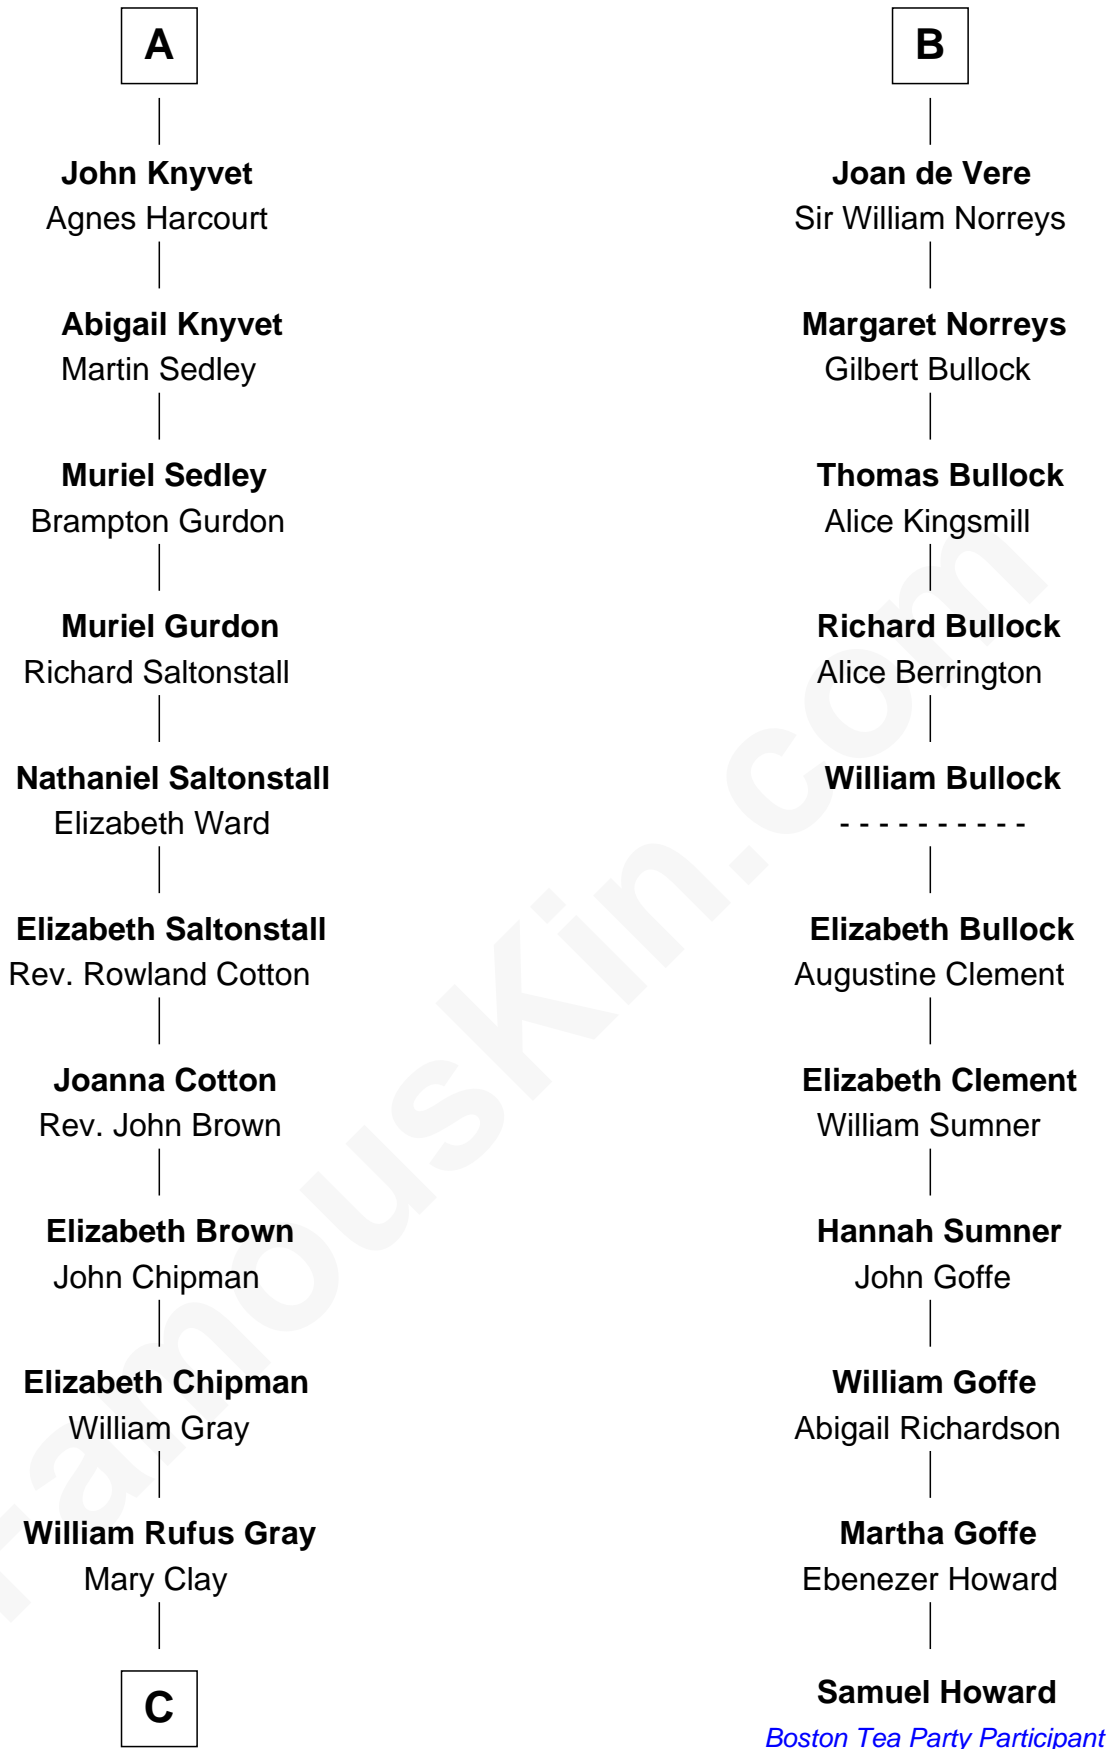 A
John Knyvet
Agnes Harcourt
Abigail Knyvet
Martin Sedley
Muriel Sedley
Brampton Gurdon
Muriel Gurdon
Richard Saltonstall
Nathaniel Saltonstall
Elizabeth Ward
Elizabeth Saltonstall
Rev. Rowland Cotton
Joanna Cotton
Rev. John Brown
Elizabeth Brown
John Chipman
Elizabeth Chipman
William Gray
William Rufus Gray
Mary Clay
C
B
Joan de Vere
Sir William Norreys
Margaret Norreys
Gilbert Bullock
Thomas Bullock
Alice Kingsmill
Richard Bullock
Alice Berrington
William Bullock
- - - - - - - - - -
Elizabeth Bullock
Augustine Clement
Elizabeth Clement
William Sumner
Hannah Sumner
John Goffe
William Goffe
Abigail Richardson
Martha Goffe
Ebenezer Howard
Samuel Howard
Boston Tea Party Participant
FamousKin.com